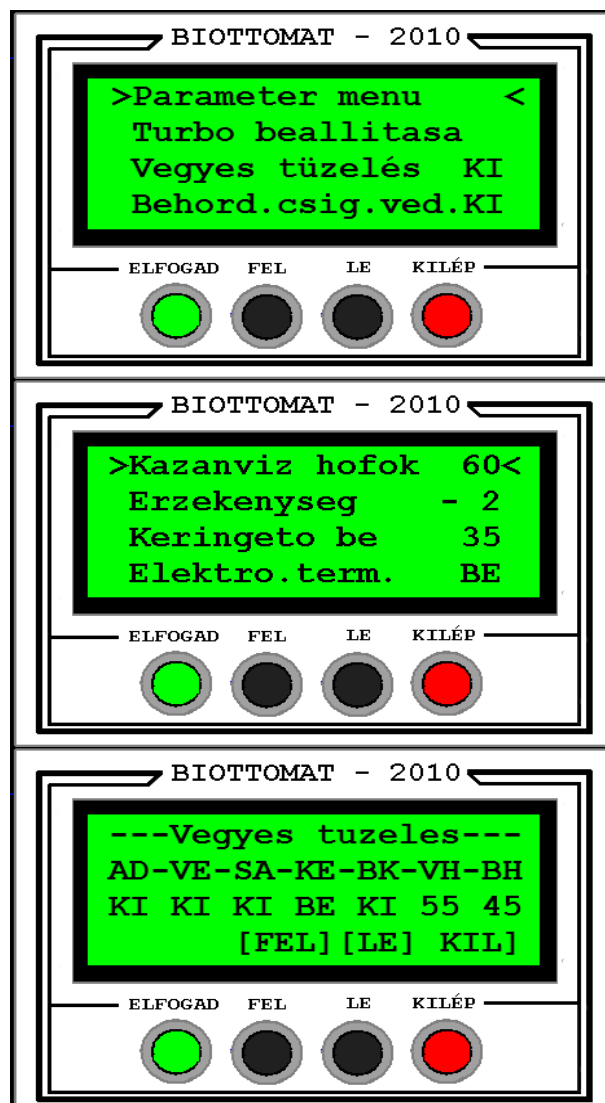 BIOTTOMAT - 2010
>Parameter menu <
Turbo beallitasa
Vegyes tüzelés KI
Behord.csig.ved.KI
ELFOGAD FEL LE KILÉP
BIOTTOMAT - 2010
>Kazanviz hofok 60<
Erzekenyseg - 2
Keringeto be 35
Elektro.term. BE
ELFOGAD FEL LE KILÉP
BIOTTOMAT - 2010
---Vegyes tuzeles---
AD-VE-SA-KE-BK-VH-BH
KI KI KI BE KI 55 45
[FEL][LE] KIL]
ELFOGAD FEL LE KILÉP